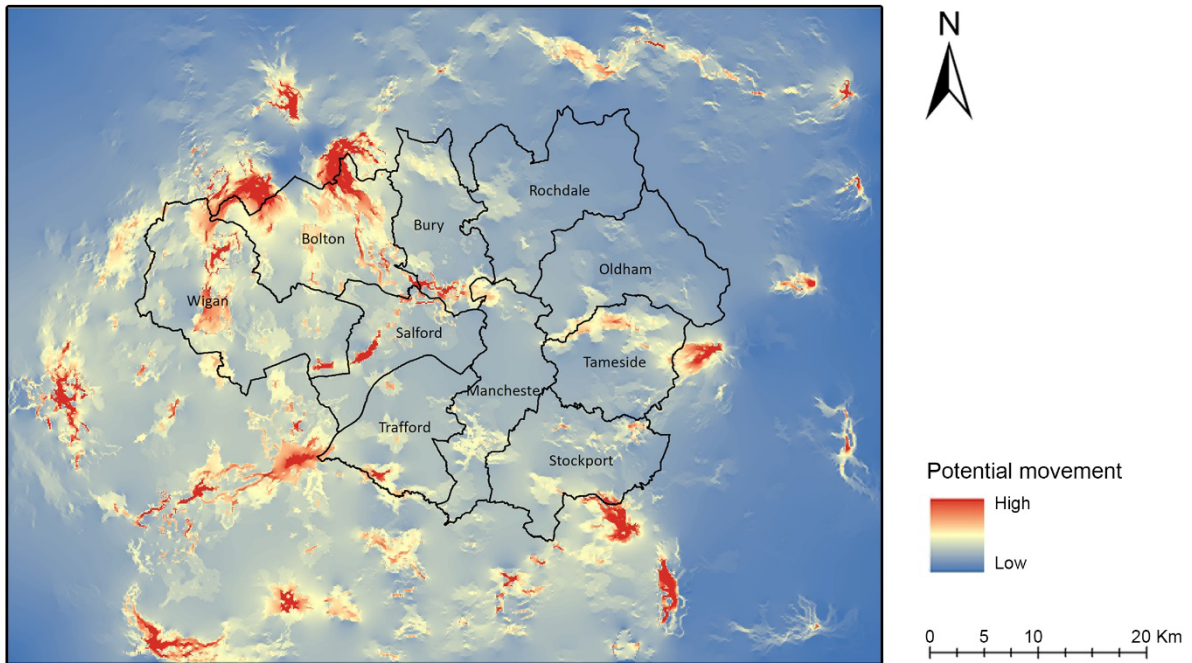 N
Rochdale
Bury
Bolton
Oldham
Wigan
Salford
Tameside
Manchester
Trafford
Stockport
Potential movement
High
Low
0 5 10 20 Km